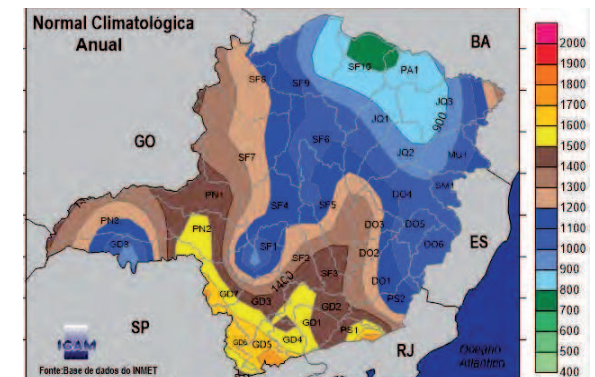 Normal Climatológica
Anual
BA
GO
ES
SP
RJ
Oceano
Atlântico
SF10
PA1
SF8
SF9
JQ3
JQ1
900
SF6
JQ2
MU1
SF7
SM1
PN1
DO4
SF4
SF5
PN3
PN2
DO3
DO5
GD8
SF1
DO6
SF2
DO2
SF3
1400
DO1
GD7
GD3
PS2
GD2
GD1
PS1
GD6
GD5
GD4
IGAM
Fonte:Base de dados do INMET
2000
1900
1800
1700
1600
1500
1400
1300
1200
1100
1000
900
800
700
600
500
400